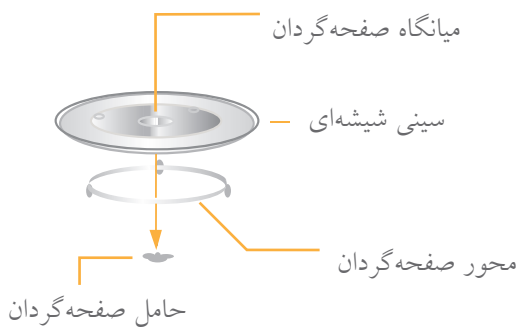 میانگاه صفحه‌گردان
سینی شیشه‌ای
محور صفحه‌گردان
حامل صفحه‌گردان